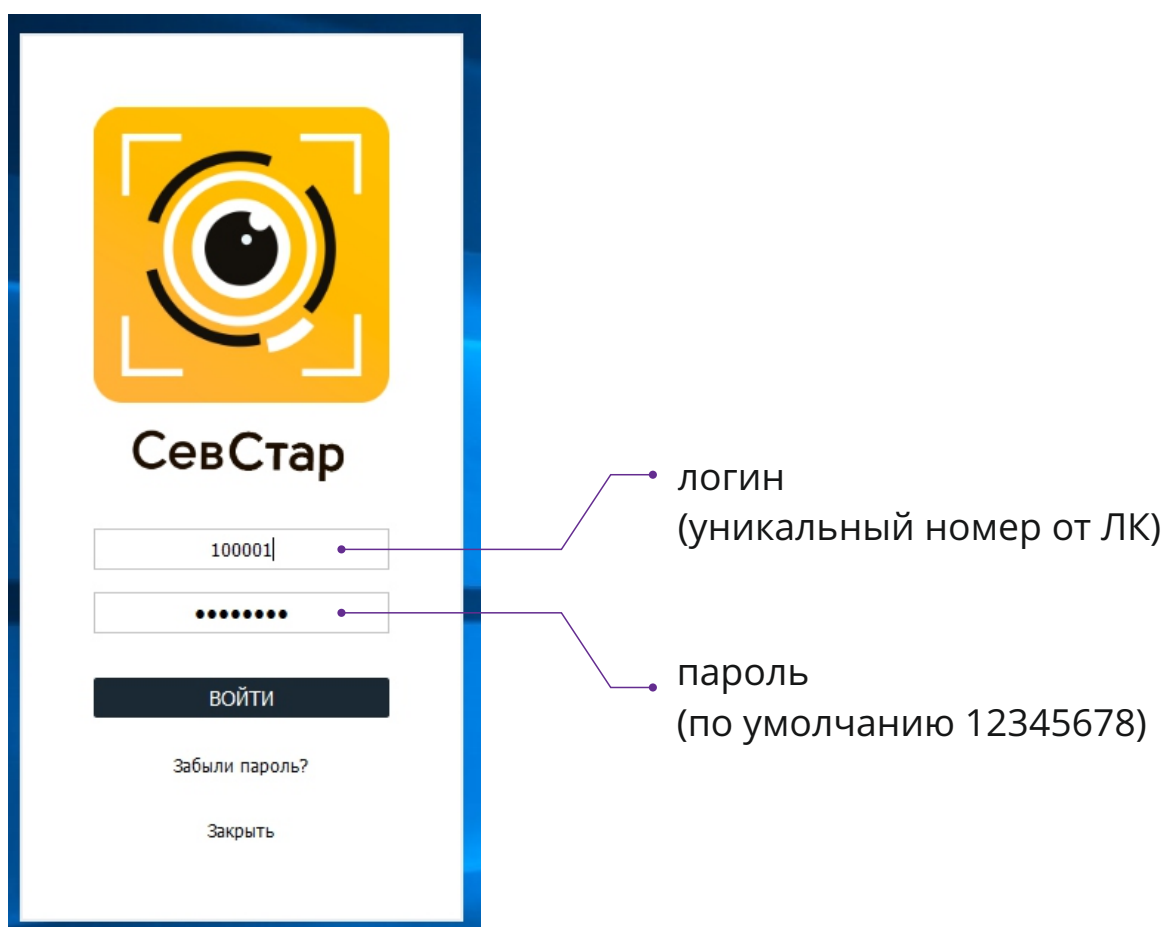 СевСтар
100001
••••••••
ВОЙТИ
Забыли пароль?
Закрыть
логин
(уникальный номер от ЛК)
пароль
(по умолчанию 12345678)